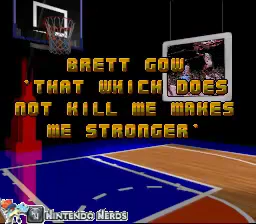 BRETT GOW
"THAT WHICH DOES
NOT KILL ME MAKES
ME STRONGER"
Nintendo Nerds